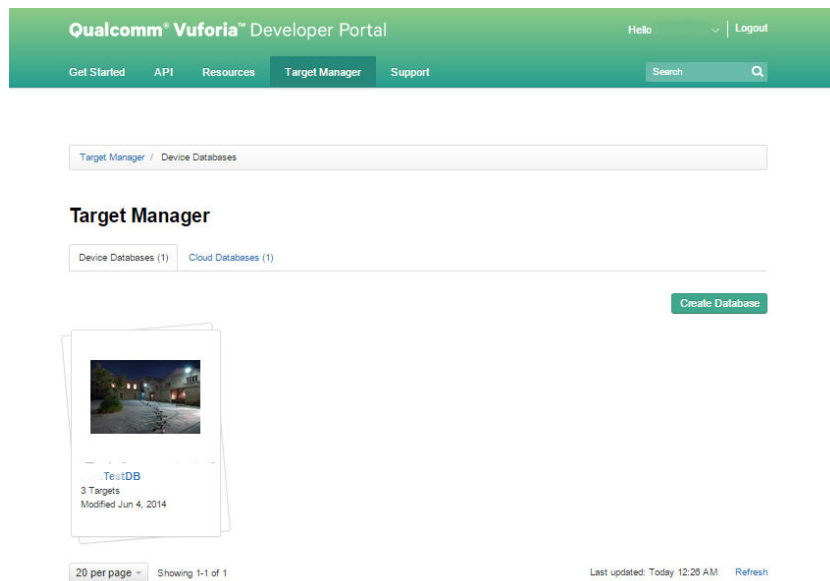 Qualcomm® Vuforia™ Developer Portal
Hello
Logout
Get Started API Resources Target Manager Support
Search
Target Manager / Device Databases
Target Manager
Device Databases (1) Cloud Databases (1)
Create Database
.TestDB
3 Targets
Modified Jun 4, 2014
20 per page Showing 1-1 of 1
Last updated: Today 12:26 AM Refresh